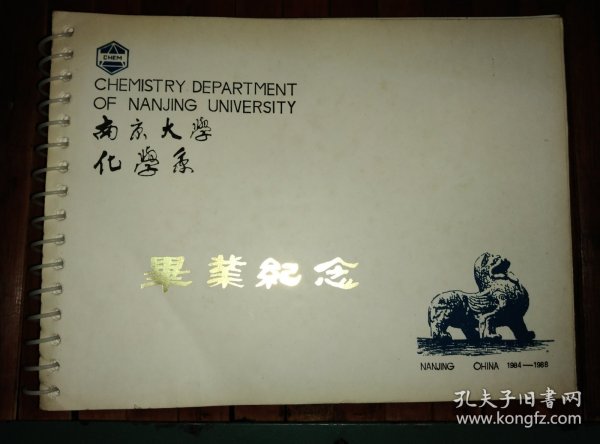 CHEM
CHEMISTRY DEPARTMENT
OF NANJING UNIVERSITY
南京大學
化學系
畢業紀念
NANJING CHINA 1984—1988
孔夫子旧书网
www.kongfz.com